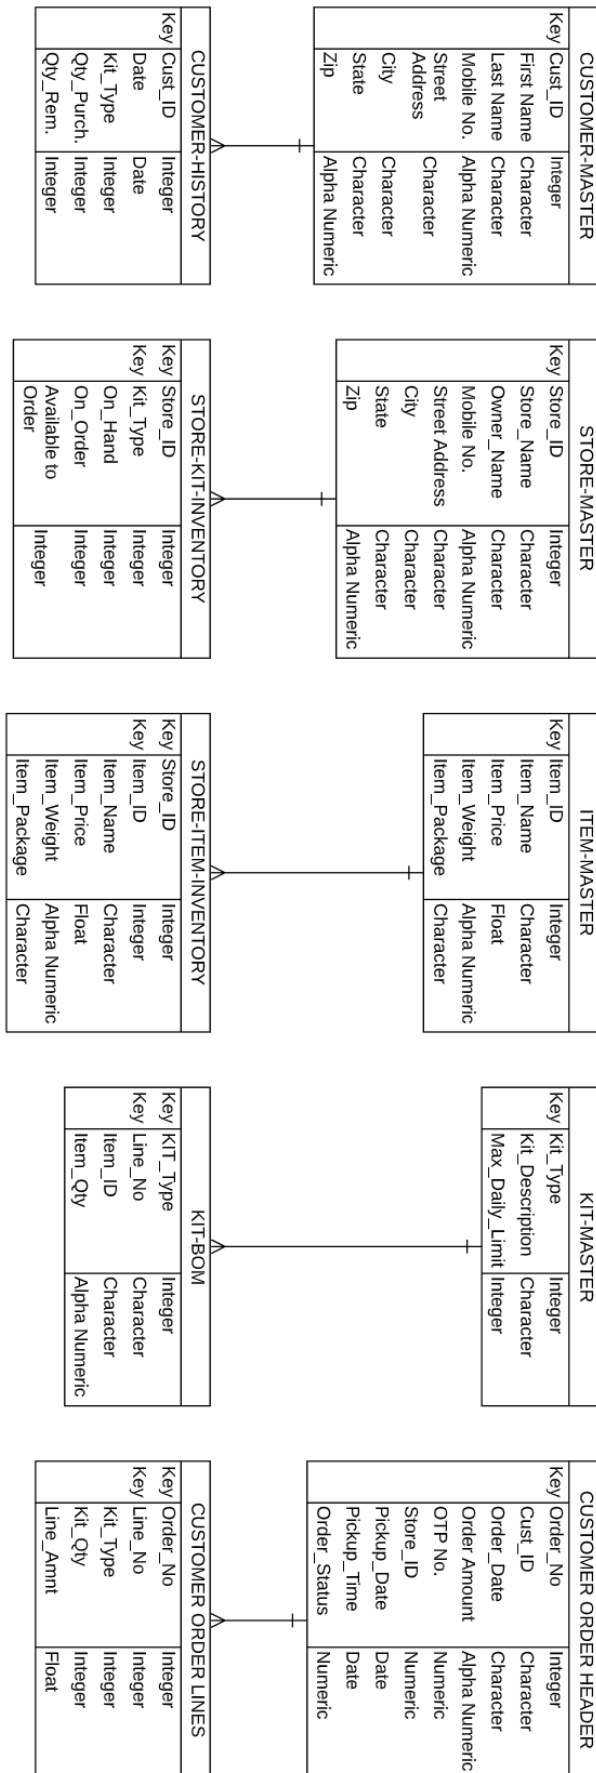 CUSTOMER-MASTER
Key Cust_ID Integer
First Name Character
Last Name Character
Mobile No. Alpha Numeric
Street
Address Character
City Character
State Character
Zip Alpha Numeric
CUSTOMER-HISTORY
Key Cust_ID Integer
Date Date
Kit_Type Integer
Qty_Purch. Integer
Qty_Rem. Integer
STORE-MASTER
Key Store_ID Integer
Store_Name Character
Owner_Name Character
Mobile No. Alpha Numeric
Street Address Character
City Character
State Character
Zip Alpha Numeric
STORE-KIT-INVENTORY
Key Store_ID Integer
Key Kit_Type Integer
On_Hand Integer
On_Order Integer
Available to
Order Integer
ITEM-MASTER
Key Item_ID Integer
Item_Name Character
Item_Price Float
Item_Weight Alpha Numeric
Item_Package Character
STORE-ITEM-INVENTORY
Key Store_ID Integer
Key Item_ID Integer
Item_Name Character
Item_Price Float
Item_Weight Alpha Numeric
Item_Package Character
KIT-MASTER
Key Kit_Type Integer
Kit_Description Character
Max_Daily_Limit Integer
KIT-BOM
Key KIT_Type Integer
Key Line_No Character
Item_ID Character
Item_Qty Alpha Numeric
CUSTOMER ORDER HEADER
Key Order_No Integer
Cust_ID Character
Order_Date Character
Order Amount Alpha Numeric
OTP No. Numeric
Store_ID Numeric
Pickup_Date Date
Pickup_Time Date
Order_Status Numeric
CUSTOMER ORDER LINES
Key Order_No Integer
Key Line_No Integer
Kit_Type Integer
Kit_Qty Integer
Line_Amnt Float